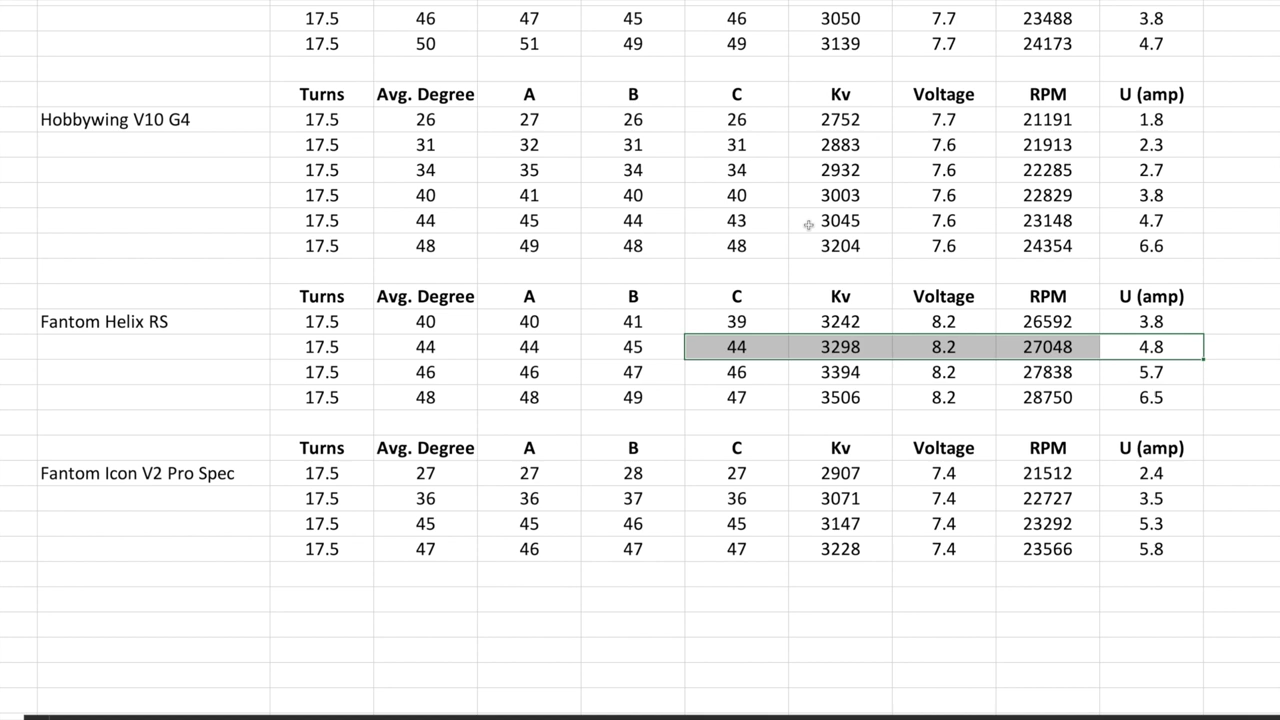 17.5 46 47 45 46 3050 7.7 23488 3.8
17.5 50 51 49 49 3139 7.7 24173 4.7
Turns Avg. Degree A B C Kv Voltage RPM U (amp)
Hobbywing V10 G4 17.5 26 27 26 26 2752 7.7 21191 1.8
17.5 31 32 31 31 2883 7.6 21913 2.3
17.5 34 35 34 34 2932 7.6 22285 2.7
17.5 40 41 40 40 3003 7.6 22829 3.8
17.5 44 45 44 43 3045 7.6 23148 4.7
17.5 48 49 48 48 3204 7.6 24354 6.6
Turns Avg. Degree A B C Kv Voltage RPM U (amp)
Fantom Helix RS 17.5 40 40 41 39 3242 8.2 26592 3.8
17.5 44 44 45 44 3298 8.2 27048 4.8
17.5 46 46 47 46 3394 8.2 27838 5.7
17.5 48 48 49 47 3506 8.2 28750 6.5
Turns Avg. Degree A B C Kv Voltage RPM U (amp)
Fantom Icon V2 Pro Spec 17.5 27 27 28 27 2907 7.4 21512 2.4
17.5 36 36 37 36 3071 7.4 22727 3.5
17.5 45 45 46 45 3147 7.4 23292 5.3
17.5 47 46 47 47 3228 7.4 23566 5.8